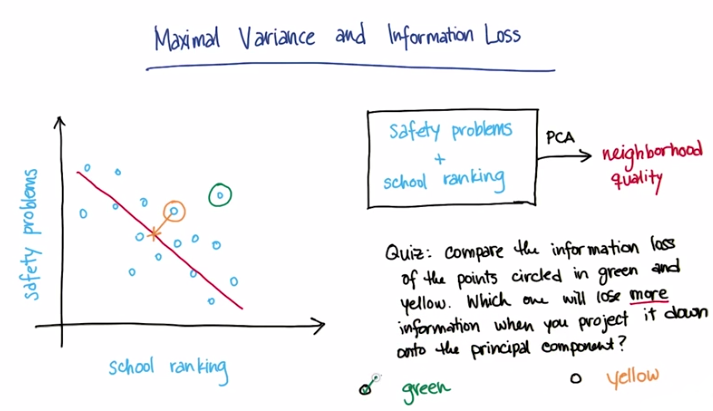 Maximal Variance and Information Loss
safety problems
school ranking
safety problems
+
school ranking
PCA
neighborhood
quality
Quiz: compare the information loss
of the points circled in green and
yellow. Which one will lose more
information when you project it down
onto the principal component?
green
yellow